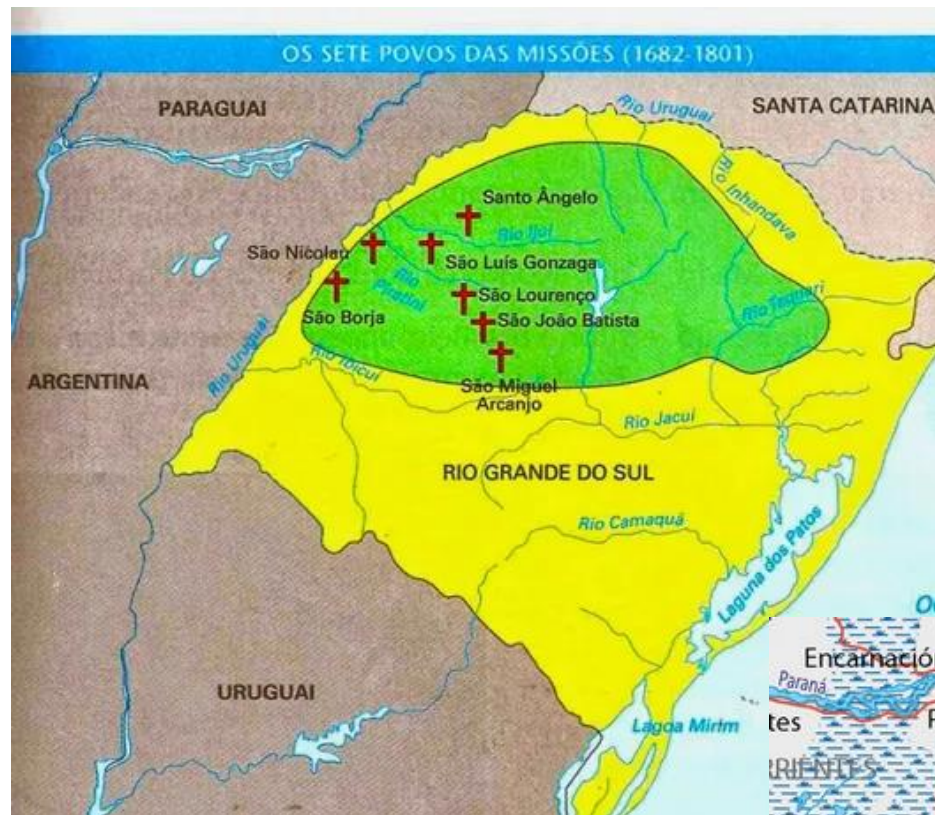 OS SETE POVOS DAS MISSÕES (1682-1801)
PARAGUAI
SANTA CATARINA
Rio Uruguai
Rio Inhandava
Santo Ângelo
Rio Ijuí
São Nicolau
São Luís Gonzaga
Rio
Piratini
São Lourenço
Rio Taquari
São Borja
São João Batista
Rio Uruguai
Rio Ibicuí
ARGENTINA
São Miguel
Arcanjo
Rio Jacuí
RIO GRANDE DO SUL
Rio Camaquã
Laguna dos Patos
Encarnació
Paraná
URUGUAI
tes
Lagoa Mirim
RRIENTES